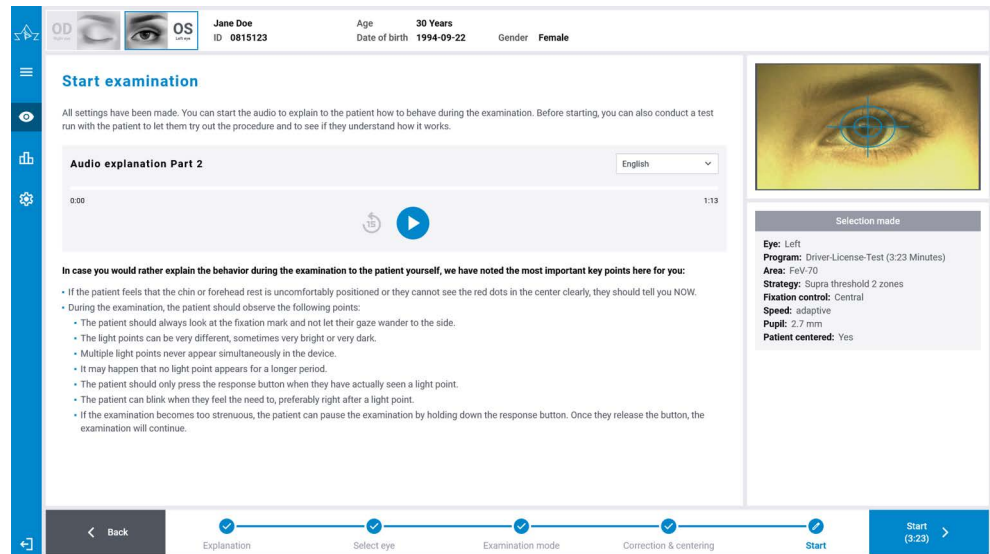 OD
Right eye
OS
Left eye
Jane Doe
ID 0815123
Age 30 Years
Date of birth 1994-09-22
Gender Female
Start examination
All settings have been made. You can start the audio to explain to the patient how to behave during the examination. Before starting, you can also conduct a test
run with the patient to let them try out the procedure and to see if they understand how it works.
Audio explanation Part 2
English
0:00
1:13
15
In case you would rather explain the behavior during the examination to the patient yourself, we have noted the most important key points here for you:
• If the patient feels that the chin or forehead rest is uncomfortably positioned or they cannot see the red dots in the center clearly, they should tell you NOW.
• During the examination, the patient should observe the following points:
• The patient should always look at the fixation mark and not let their gaze wander to the side.
• The light points can be very different, sometimes very bright or very dark.
• Multiple light points never appear simultaneously in the device.
• It may happen that no light point appears for a longer period.
• The patient should only press the response button when they have actually seen a light point.
• The patient can blink when they feel the need to, preferably right after a light point.
• If the examination becomes too strenuous, the patient can pause the examination by holding down the response button. Once they release the button, the
examination will continue.
Selection made
Eye: Left
Program: Driver-License-Test (3:23 Minutes)
Area: FeV-70
Strategy: Supra threshold 2 zones
Fixation control: Central
Speed: adaptive
Pupil: 2.7 mm
Patient centered: Yes
Back
Explanation
Select eye
Examination mode
Correction & centering
Start
Start
(3:23)